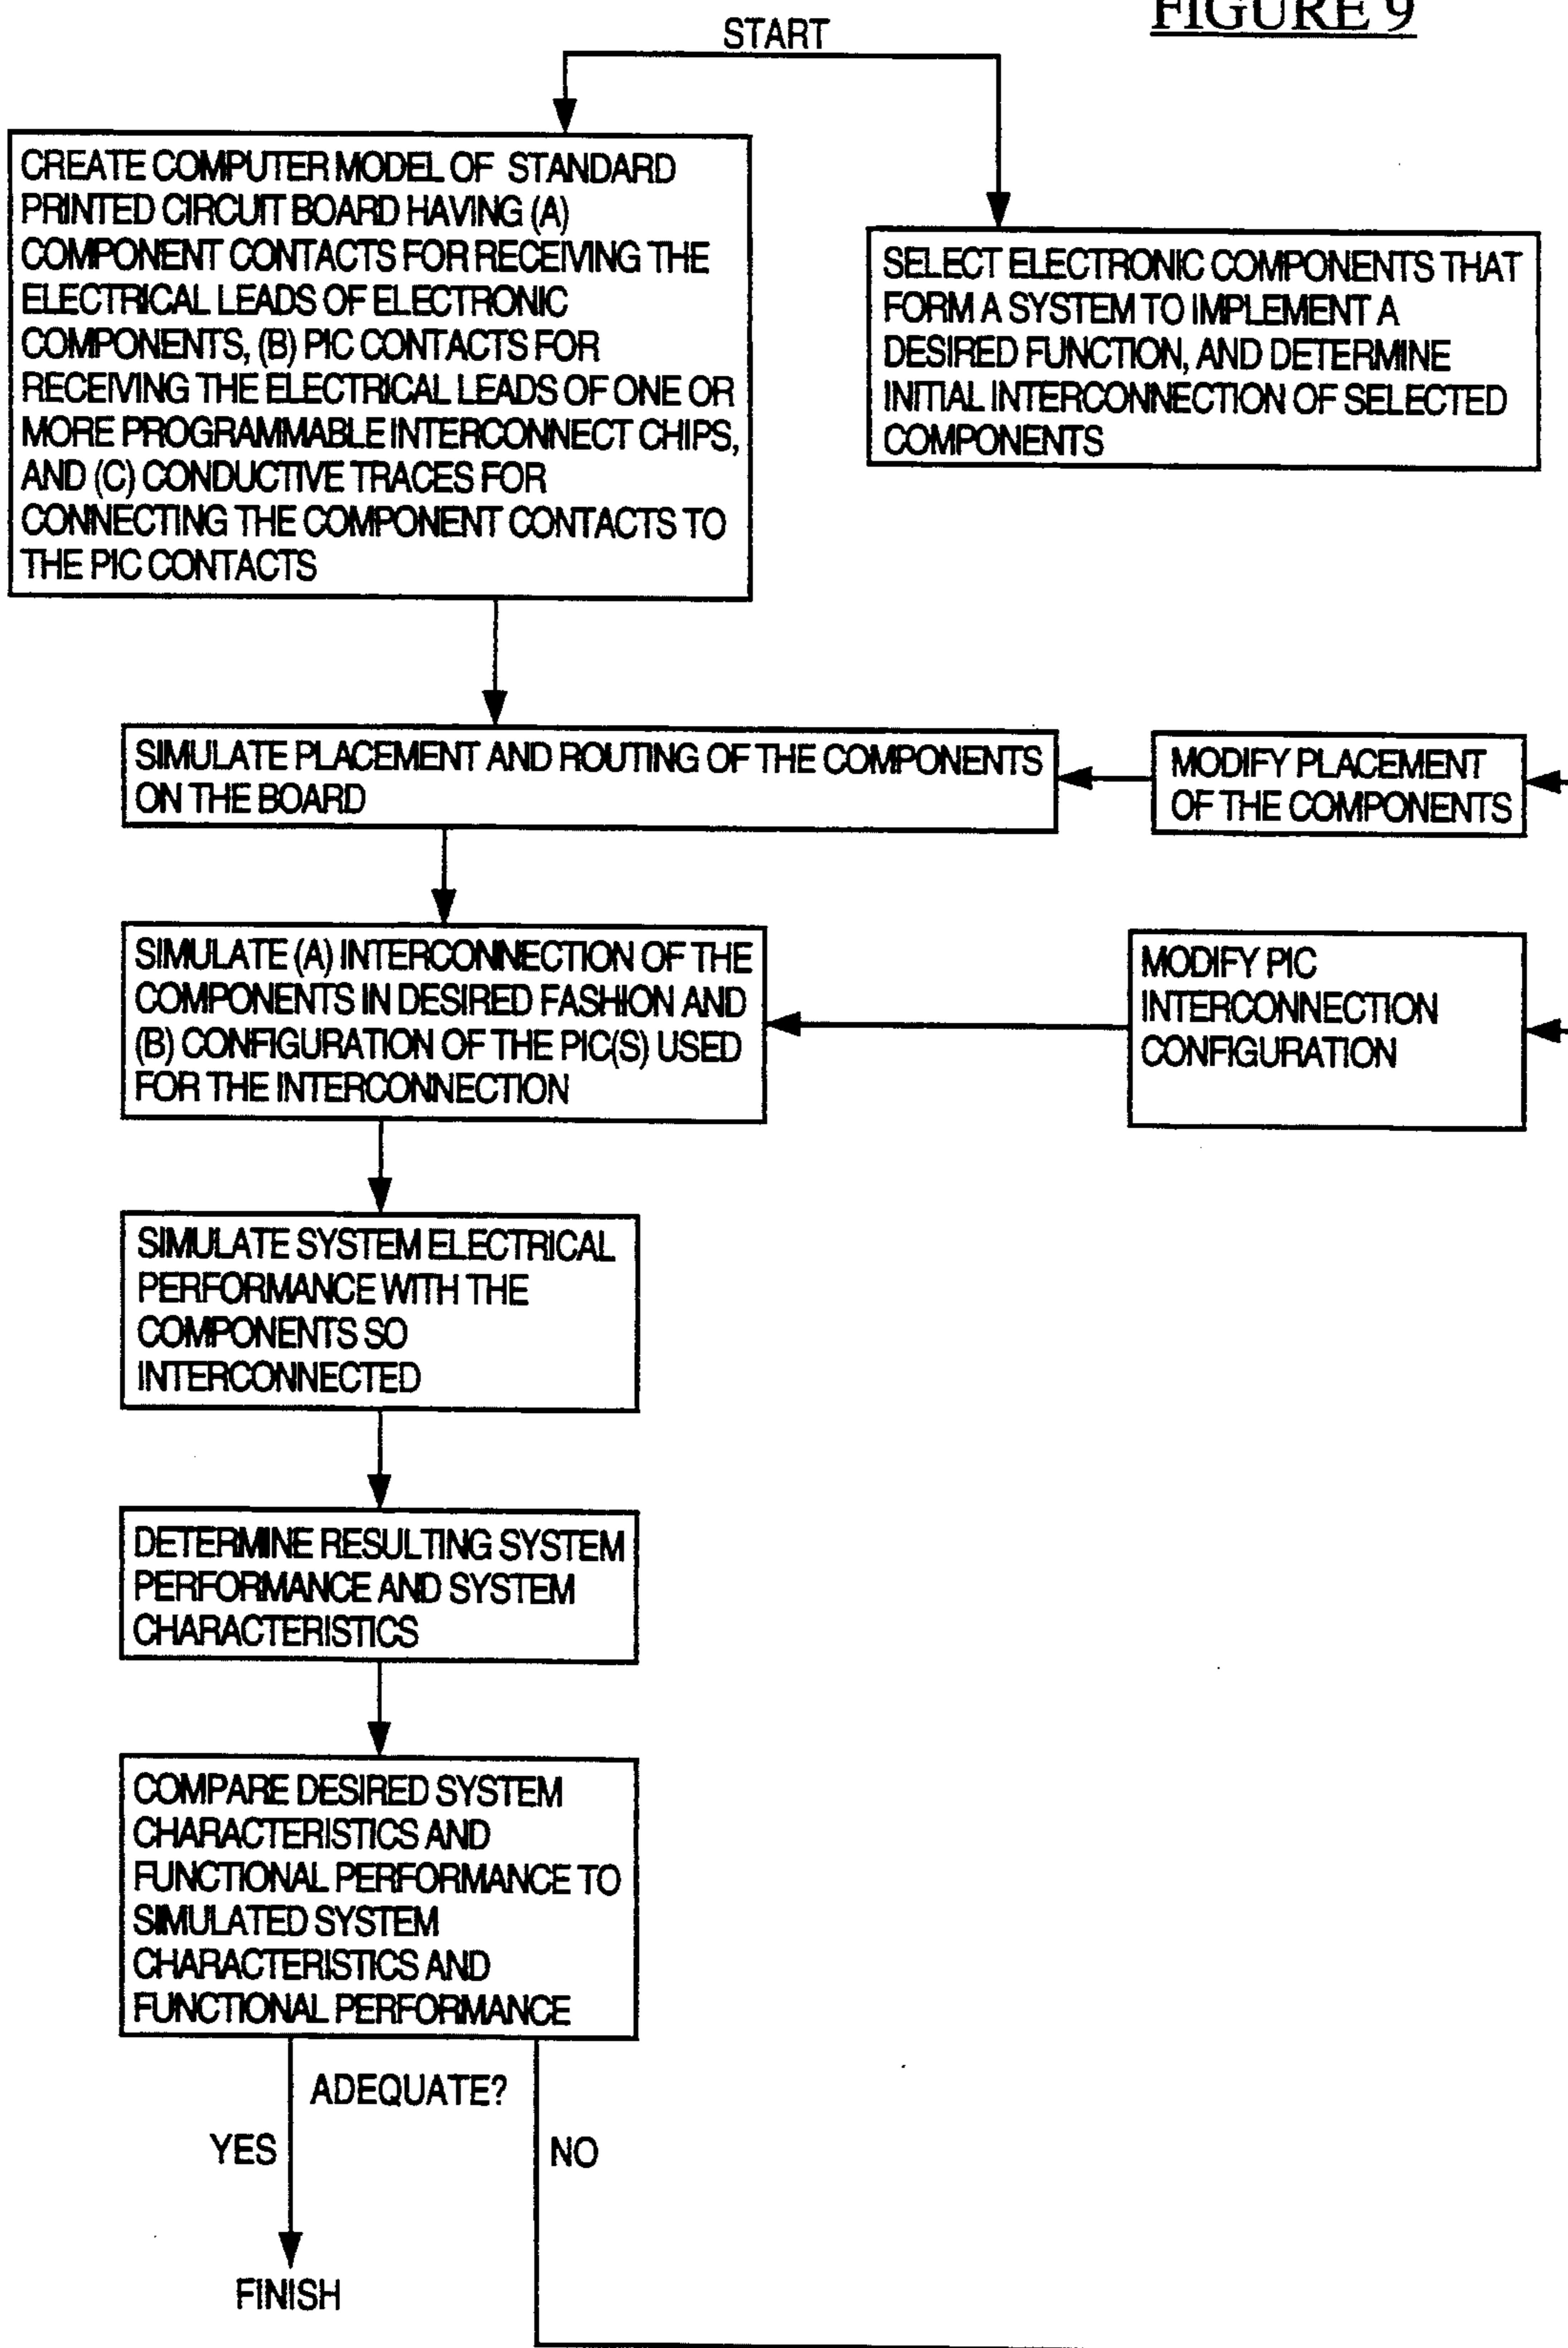 FIGURE 9
START
CREATE COMPUTER MODEL OF STANDARD
PRINTED CIRCUIT BOARD HAVING (A)
COMPONENT CONTACTS FOR RECEIVING THE
ELECTRICAL LEADS OF ELECTRONIC
COMPONENTS, (B) PIC CONTACTS FOR
RECEIVING THE ELECTRICAL LEADS OF ONE OR
MORE PROGRAMMABLE INTERCONNECT CHIPS,
AND (C) CONDUCTIVE TRACES FOR
CONNECTING THE COMPONENT CONTACTS TO
THE PIC CONTACTS
SELECT ELECTRONIC COMPONENTS THAT
FORM A SYSTEM TO IMPLEMENT A
DESIRED FUNCTION, AND DETERMINE
INITIAL INTERCONNECTION OF SELECTED
COMPONENTS
SIMULATE PLACEMENT AND ROUTING OF THE COMPONENTS
ON THE BOARD
MODIFY PLACEMENT
OF THE COMPONENTS
SIMULATE (A) INTERCONNECTION OF THE
COMPONENTS IN DESIRED FASHION AND
(B) CONFIGURATION OF THE PIC(S) USED
FOR THE INTERCONNECTION
MODIFY PIC
INTERCONNECTION
CONFIGURATION
SIMULATE SYSTEM ELECTRICAL
PERFORMANCE WITH THE
COMPONENTS SO
INTERCONNECTED
DETERMINE RESULTING SYSTEM
PERFORMANCE AND SYSTEM
CHARACTERISTICS
COMPARE DESIRED SYSTEM
CHARACTERISTICS AND
FUNCTIONAL PERFORMANCE TO
SIMULATED SYSTEM
CHARACTERISTICS AND
FUNCTIONAL PERFORMANCE
ADEQUATE?
YES
NO
FINISH